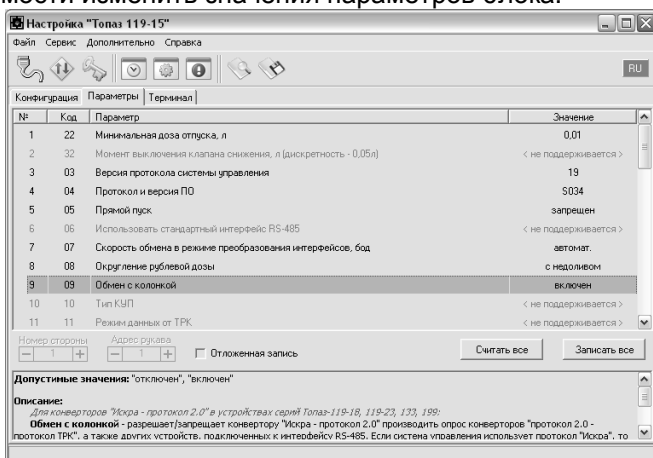 мости изменить значения параметров блока.
Настройка "Топаз 119-15"
Файл Сервис Дополнительно Справка
RU
Конфигурация Параметры Терминал
№ Код Параметр Значение
1 22 Минимальная доза отпуска, л 0,01
2 32 Момент выключения клапана снижения, л (дискретность - 0,05л) < не поддерживается >
3 03 Версия протокола системы управления 19
4 04 Протокол и версия ПО S034
5 05 Прямой пуск запрещен
6 06 Использовать стандартный интерфейс RS-485 < не поддерживается >
7 07 Скорость обмена в режиме преобразования интерфейсов, бод автомат.
8 08 Округление рублевой дозы с недоливом
9 09 Обмен с колонкой включен
10 10 Тип КУП < не поддерживается >
11 11 Режим данных от ТРК < не поддерживается >
Номер стороны Адрес рукава
1 1 Отложенная запись Считать все Записать все
Допустимые значения: "отключен", "включен"
Описание:
Для конверторов "Искра - протокол 2.0" в устройствах серий Топаз-119-18, 119-23, 133, 199:
Обмен с колонкой - разрешает/запрещает конвертору "Искра - протокол 2.0" производить опрос конверторов "протокол 2.0 -
протокол ТРК", а также других устройств, подключенных к интерфейсу RS-485. Если система управления использует протокол "Искра", то